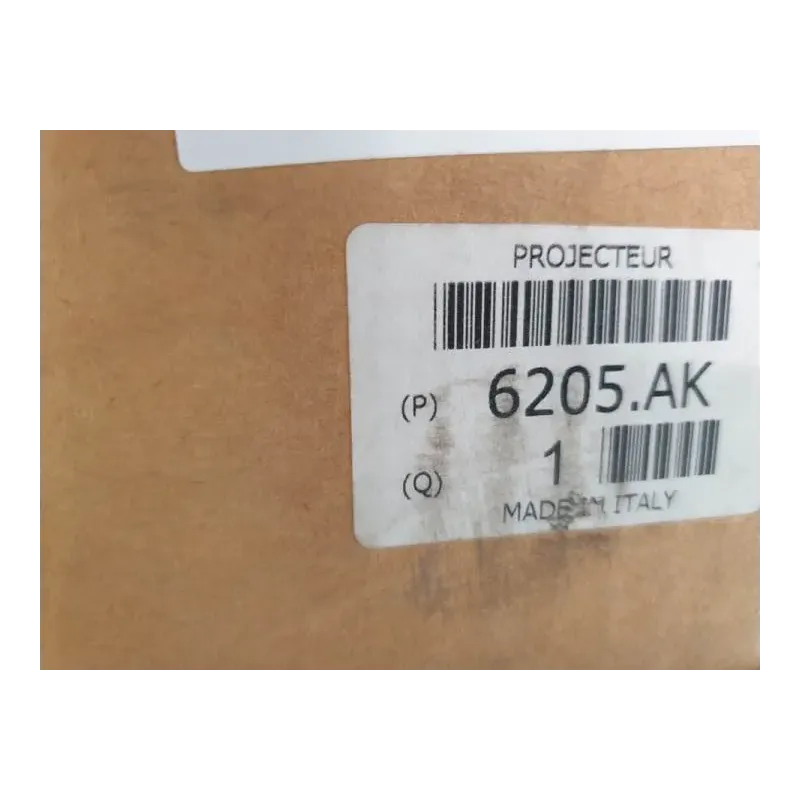 PROJECTEUR
(P) 6205.AK
(Q) 1
MADE IN ITALY